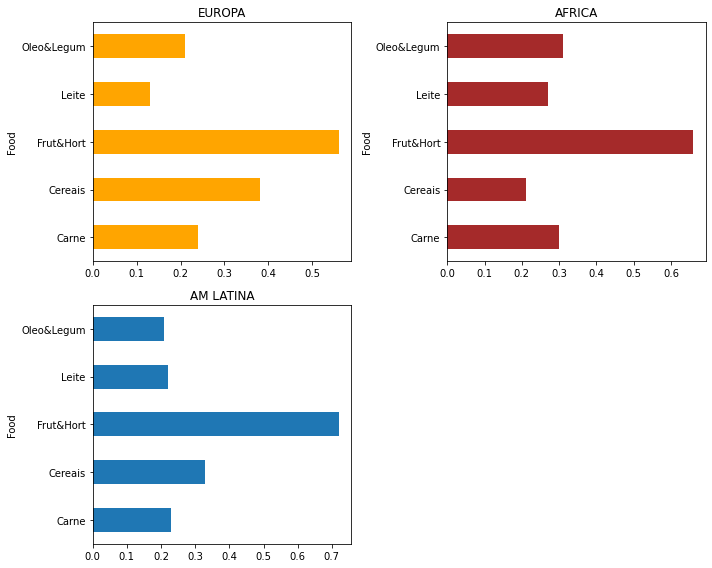 EUROPA
Food
Oleo&Legum
Leite
Frut&Hort
Cereais
Carne
0.0 0.1 0.2 0.3 0.4 0.5
AFRICA
Food
Oleo&Legum
Leite
Frut&Hort
Cereais
Carne
0.0 0.1 0.2 0.3 0.4 0.5 0.6
AM LATINA
Food
Oleo&Legum
Leite
Frut&Hort
Cereais
Carne
0.0 0.1 0.2 0.3 0.4 0.5 0.6 0.7